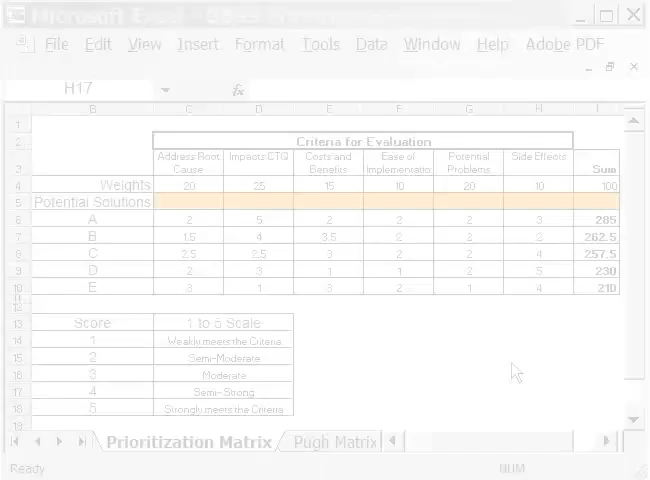 Microsoft Excel -
File Edit View Insert Format Tools Data Window Help Adobe PDF
H17 fx
B C D E F G H I
1
2 Criteria for Evaluation
3 Address Root Cause Impacts CTQ Costs and Benefits Ease of Implementatio Potential Problems Side Effects Sum
4 Weights 20 25 15 10 20 10 100
5 Potential Solutions
6 A 2 5 2 2 2 3 285
7 B 1.5 4 3.5 2 2 2 262.5
8 C 2.5 2.5 3 2 2 4 257.5
9 D 2 3 1 1 2 5 230
10 E 3 1 3 2 1 4 210
12
13 Score 1 to 5 Scale
14 1 Weakly meets the Criteria
15 2 Semi-Moderate
16 3 Moderate
17 4 Semi-Strong
18 5 Strongly meets the Criteria
19
Prioritization Matrix Pugh Matrix
Ready NUM